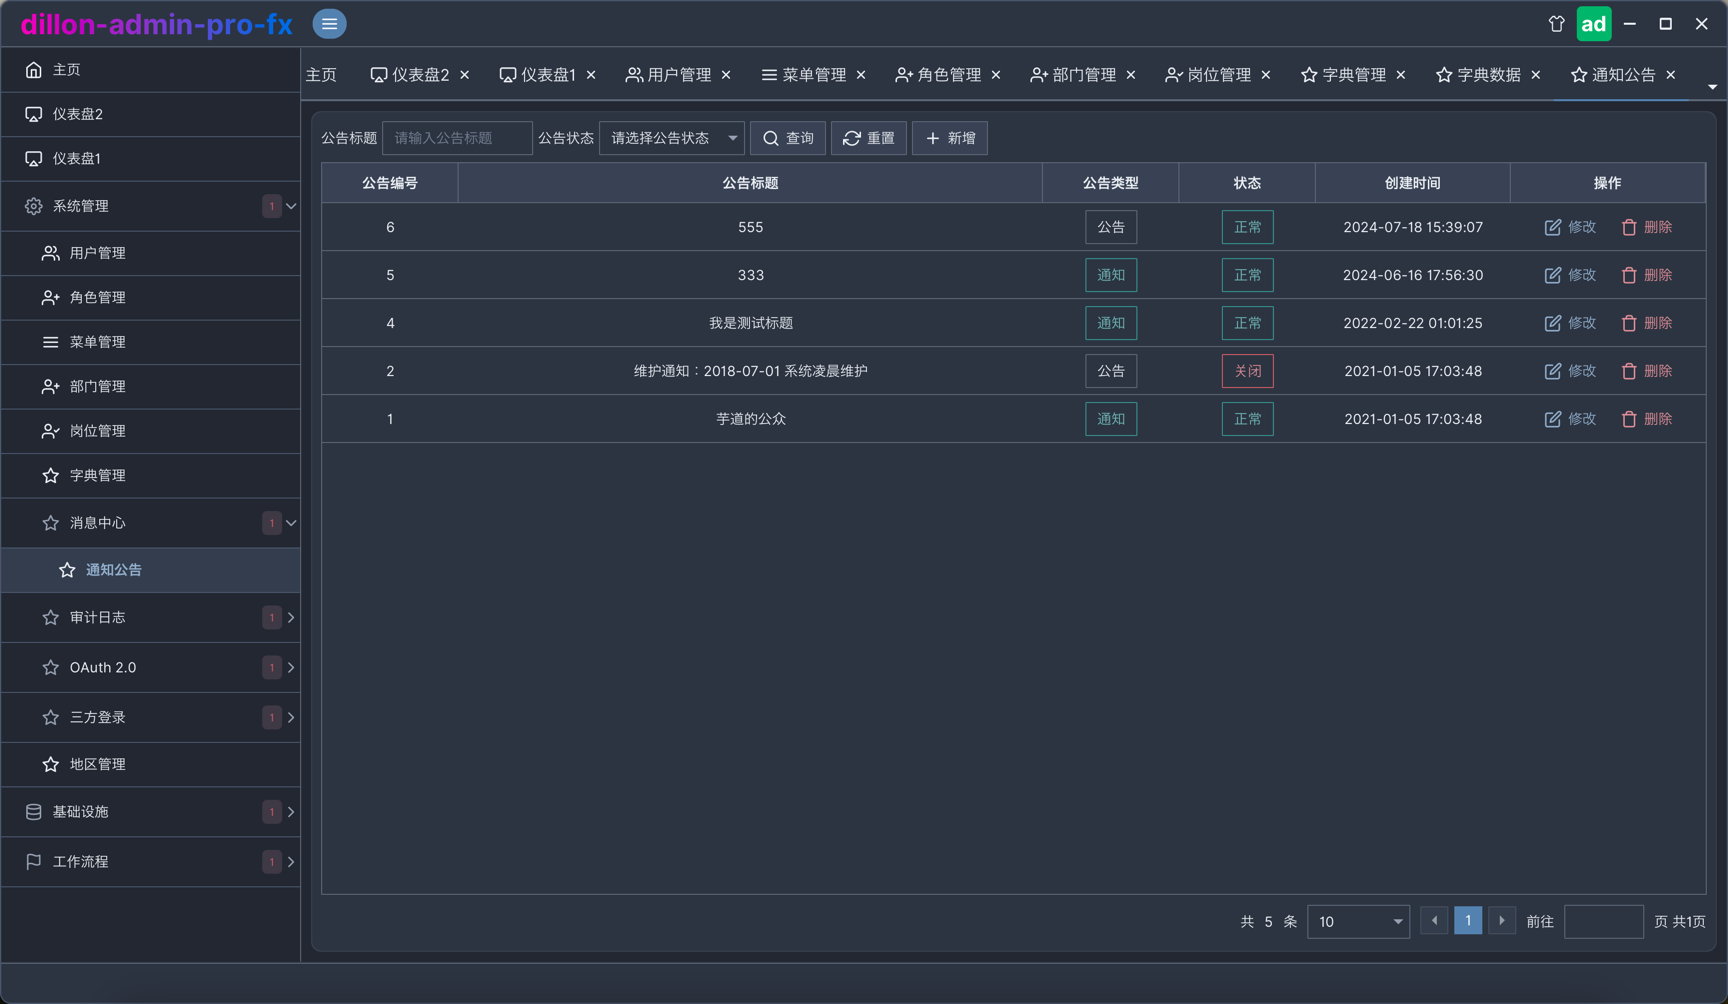 dillon-admin-pro-fx
ad
主页
仪表盘2
仪表盘1
系统管理 1
用户管理
角色管理
菜单管理
部门管理
岗位管理
字典管理
消息中心 1
通知公告
审计日志 1
OAuth 2.0 1
三方登录 1
地区管理
基础设施 1
工作流程 1
主页 仪表盘2 仪表盘1 用户管理 菜单管理 角色管理 部门管理 岗位管理 字典管理 字典数据 通知公告
公告标题 请输入公告标题 公告状态 请选择公告状态 查询 重置 新增
公告编号 公告标题 公告类型 状态 创建时间 操作
6 555 公告 正常 2024-07-18 15:39:07 修改 删除
5 333 通知 正常 2024-06-16 17:56:30 修改 删除
4 我是测试标题 通知 正常 2022-02-22 01:01:25 修改 删除
2 维护通知：2018-07-01 系统凌晨维护 公告 关闭 2021-01-05 17:03:48 修改 删除
1 芋道的公众 通知 正常 2021-01-05 17:03:48 修改 删除
共 5 条 10 1 前往 页 共1页